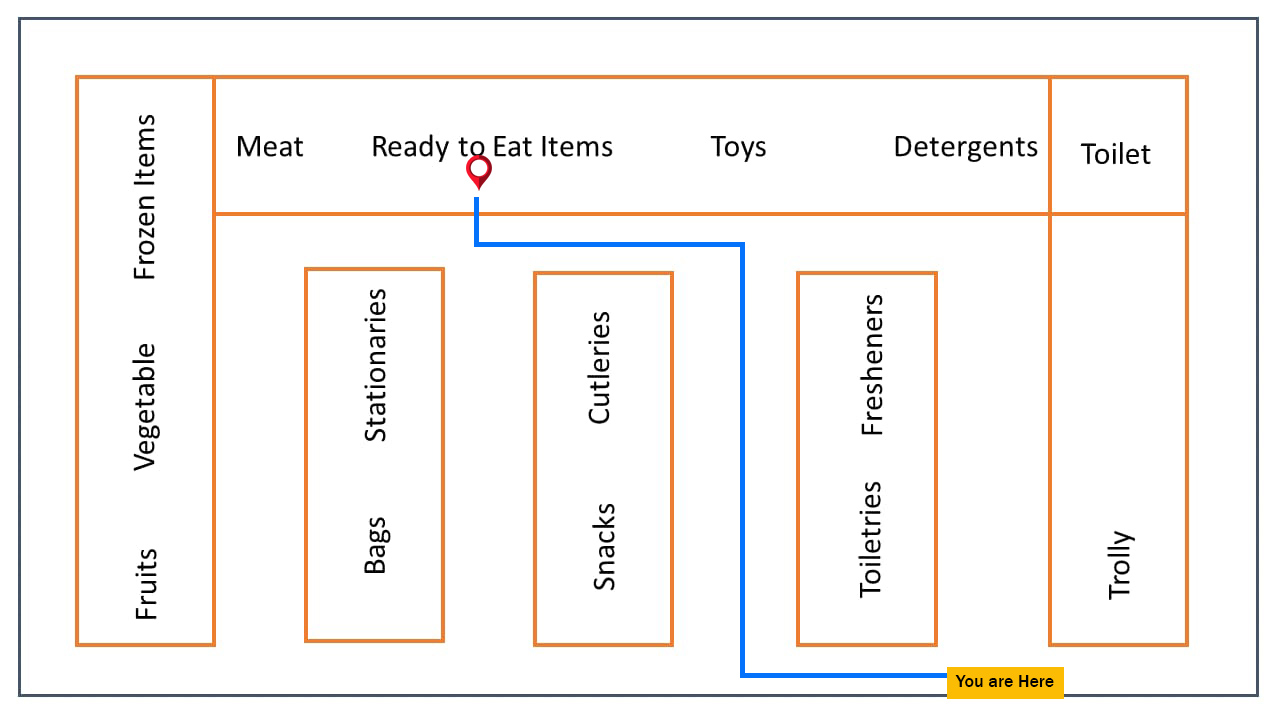 Meat
Ready to Eat Items
Toys
Detergents
Toilet
Frozen Items
Vegetable
Fruits
Stationaries
Bags
Cutleries
Snacks
Fresheners
Toiletries
Trolly
You are Here